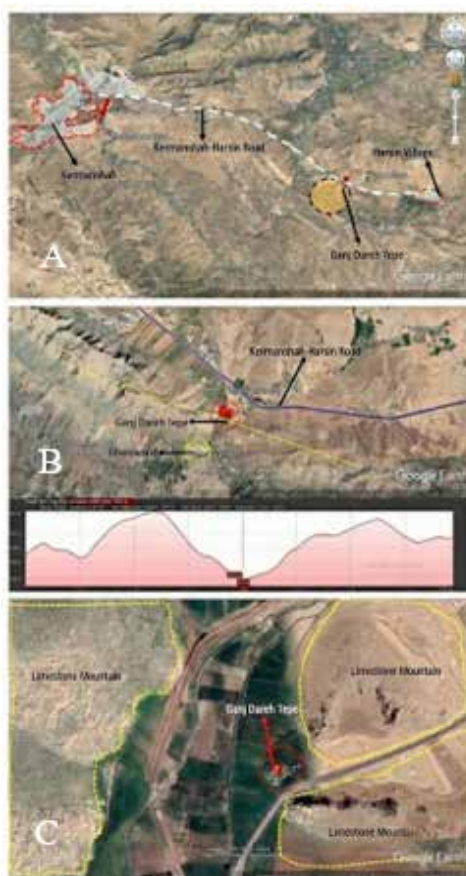 Kermanshah-Harsin Road
Harsin Village
Kermanshah
Ganj Dareh Tepe
A
Google Earth
Kermanshah-Harsin Road
Ganj Dareh Tepe
B
Google Earth
Limestone Mountain
Limestone Mountain
Ganj Dareh Tepe
Limestone Mountain
C
Google Earth